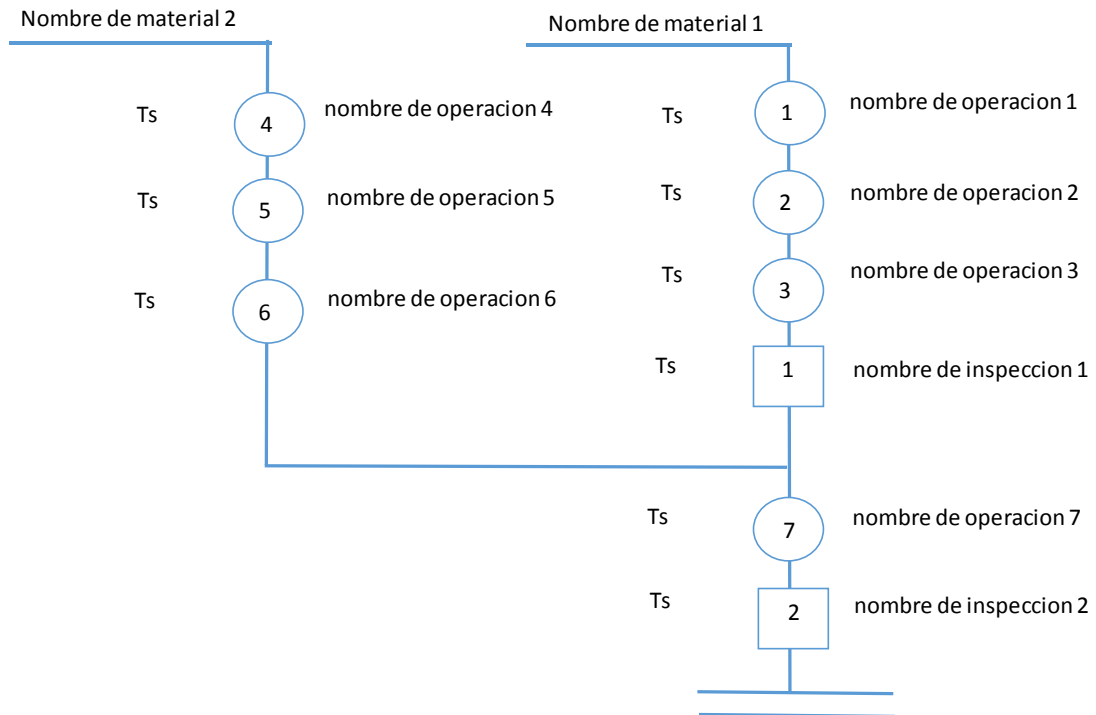 Nombre de material 2
Nombre de material 1
Ts 4 nombre de operacion 4
Ts 1 nombre de operacion 1
Ts 5 nombre de operacion 5
Ts 2 nombre de operacion 2
Ts 6 nombre de operacion 6
Ts 3 nombre de operacion 3
Ts 1 nombre de inspeccion 1
Ts 7 nombre de operacion 7
Ts 2 nombre de inspeccion 2